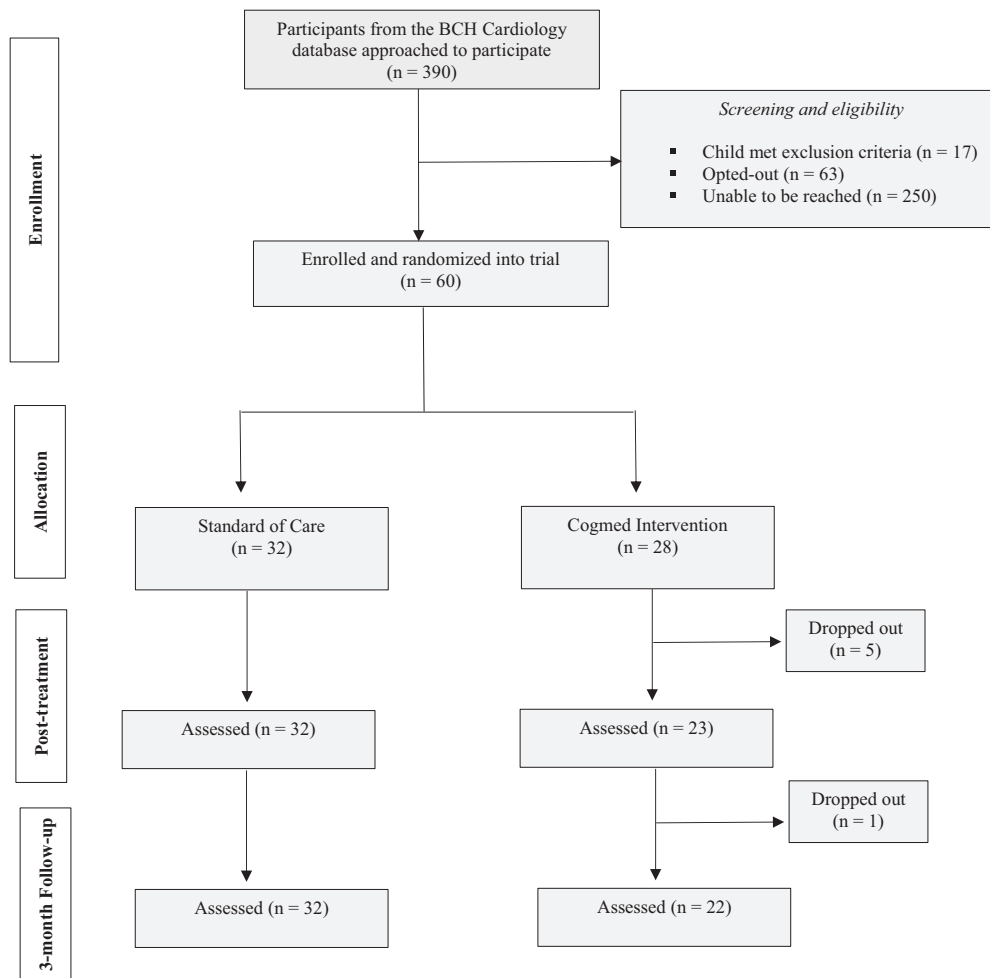 Participants from the BCH Cardiology
database approached to participate
(n = 390)
Enrollment
Screening and eligibility
▪ Child met exclusion criteria (n = 17)
▪ Opted-out (n = 63)
▪ Unable to be reached (n = 250)
Enrolled and randomized into trial
(n = 60)
Allocation
Standard of Care
(n = 32)
Cogmed Intervention
(n = 28)
Post-treatment
Dropped out
(n = 5)
Assessed (n = 32)
Assessed (n = 23)
3-month Follow-up
Dropped out
(n = 1)
Assessed (n = 32)
Assessed (n = 22)